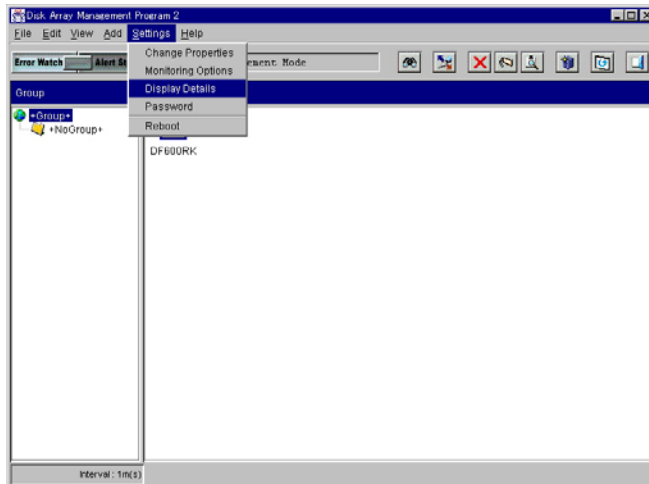 Disk Array Management Program 2
File Edit View Add Settings Help
Change Properties
Monitoring Options
Display Details
Password
Reboot
Error Watch Alert St
ement Mode
Group
+Group+
+NoGroup+
DF600RK
Interval : 1m(s)